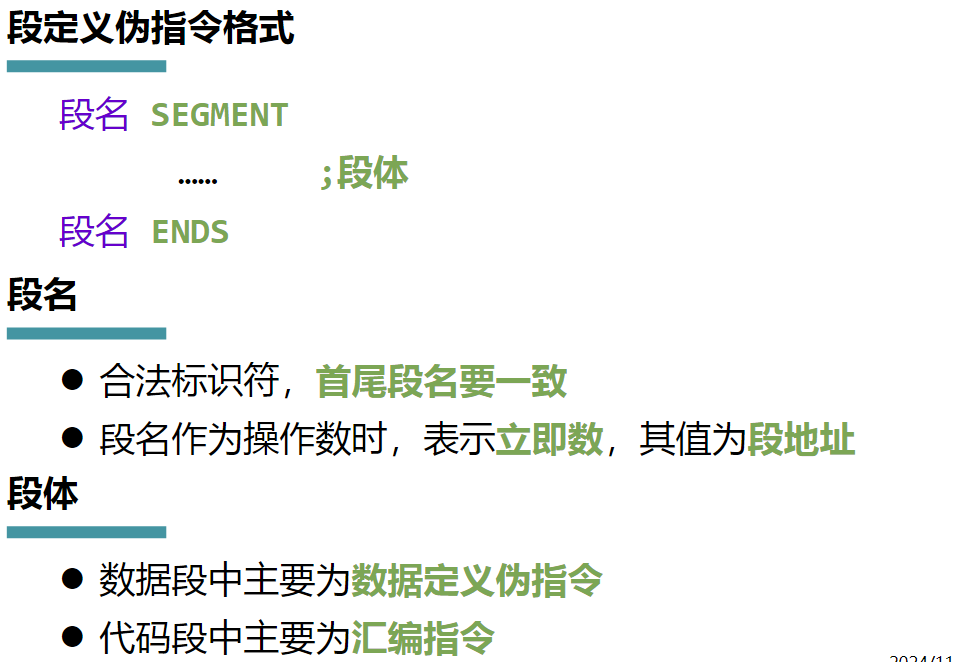 段定义伪指令格式
段名 SEGMENT
…… ;段体
段名 ENDS
段名
● 合法标识符，首尾段名要一致
● 段名作为操作数时，表示立即数，其值为段地址
段体
● 数据段中主要为数据定义伪指令
● 代码段中主要为汇编指令
2024/11